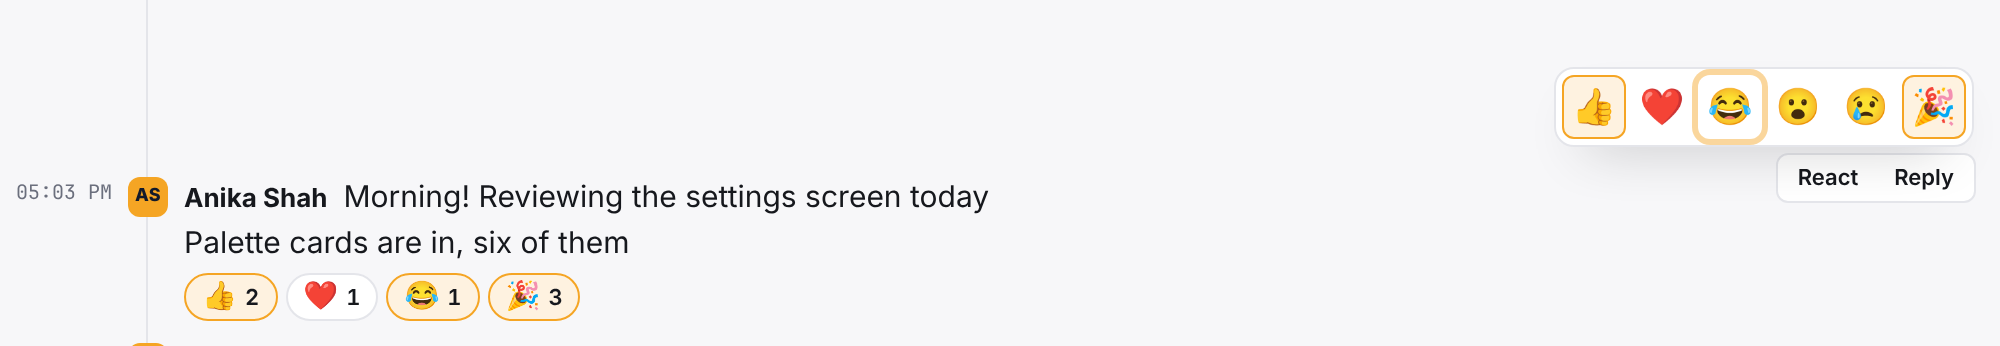 👍 ❤️ 😂 😮 😢 🎉
React Reply
05:03 PM AS Anika Shah Morning! Reviewing the settings screen today
Palette cards are in, six of them
👍 2 ❤️ 1 😂 1 🎉 3